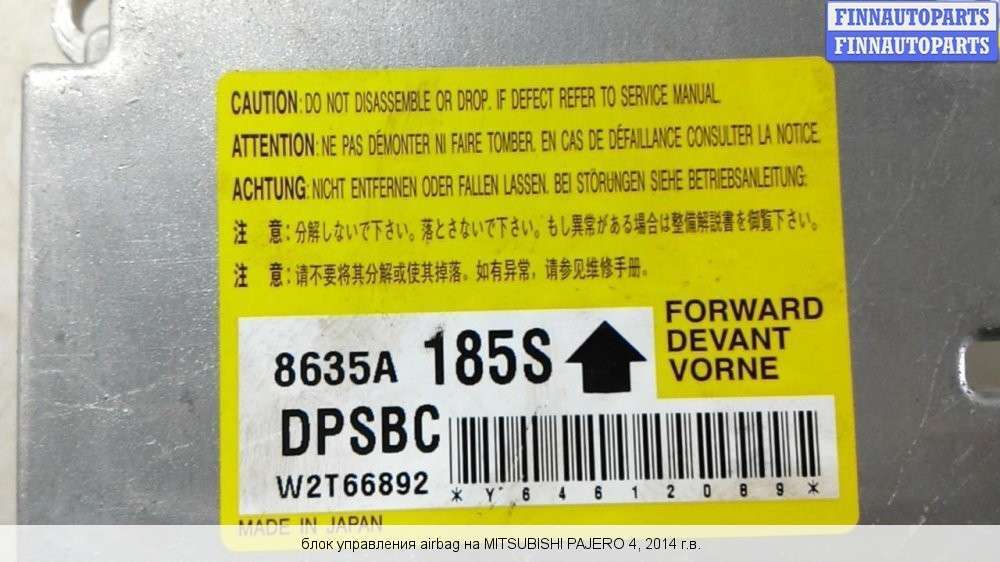 FINNAUTOPARTS
FINNAUTOPARTS
CAUTION: DO NOT DISASSEMBLE OR DROP. IF DEFECT REFER TO SERVICE MANUAL.
ATTENTION: NE PAS DÉMONTER NI FAIRE TOMBER. EN CAS DE DÉFAILLANCE CONSULTER LA NOTICE.
ACHTUNG: NICHT ENTFERNEN ODER FALLEN LASSEN. BEI STÖRUNGEN SIEHE BETRIEBSANLEITUNG.
注 意:分解しないで下さい。落とさないで下さい。もし異常がある場合は整備解説書を御覧下さい。
注 意:请不要将其分解或使其掉落。如有异常，请参见维修手册。
FORWARD
DEVANT
VORNE
8635A 185S
DPSBC
W2T66892
*Y64612089*
MADE IN JAPAN
блок управления airbag на MITSUBISHI PAJERO 4, 2014 г.в.